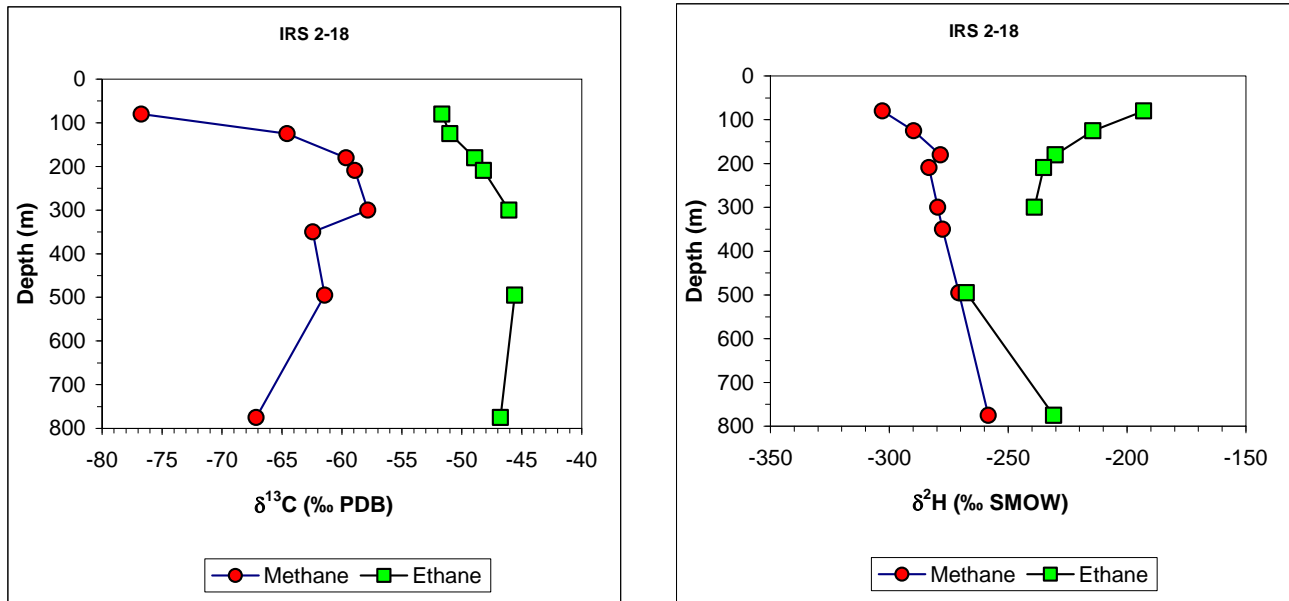 IRS 2-18
0
100
200
300
400
500
600
700
800
Depth (m)
-80 -75 -70 -65 -60 -55 -50 -45 -40
δ¹³C (‰ PDB)
Methane Ethane
IRS 2-18
0
100
200
300
400
500
600
700
800
Depth (m)
-350 -300 -250 -200 -150
δ²H (‰ SMOW)
Methane Ethane